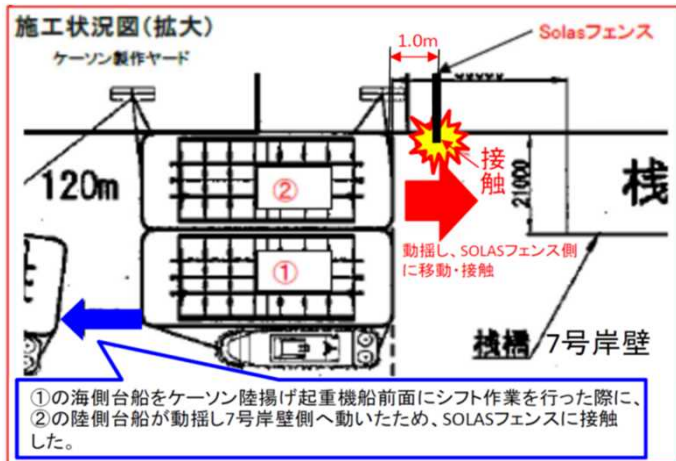 施工状況図(拡大)
ケーソン製作ヤード
1.0m
Solasフェンス
接触
120m
②
①
21000
桟
動揺し、SOLASフェンス側
に移動・接触
桟橋
7号岸壁
①の海側台船をケーソン陸揚げ起重機船前面にシフト作業を行った際に、
②の陸側台船が動揺し7号岸壁側へ動いたため、SOLASフェンスに接触
した。